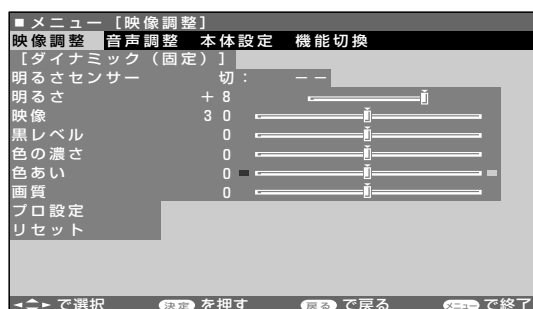 ■メニュー [映像調整]
映像調整 音声調整 本体設定 機能切換
[ダイナミック(固定)]
明るさセンサー 切: −−
明るさ +8
映像 30
黒レベル 0
色の濃さ 0
色あい 0
画質 0
プロ設定
リセット
で選択 決定 を押す 戻る で戻る メニュー で終了